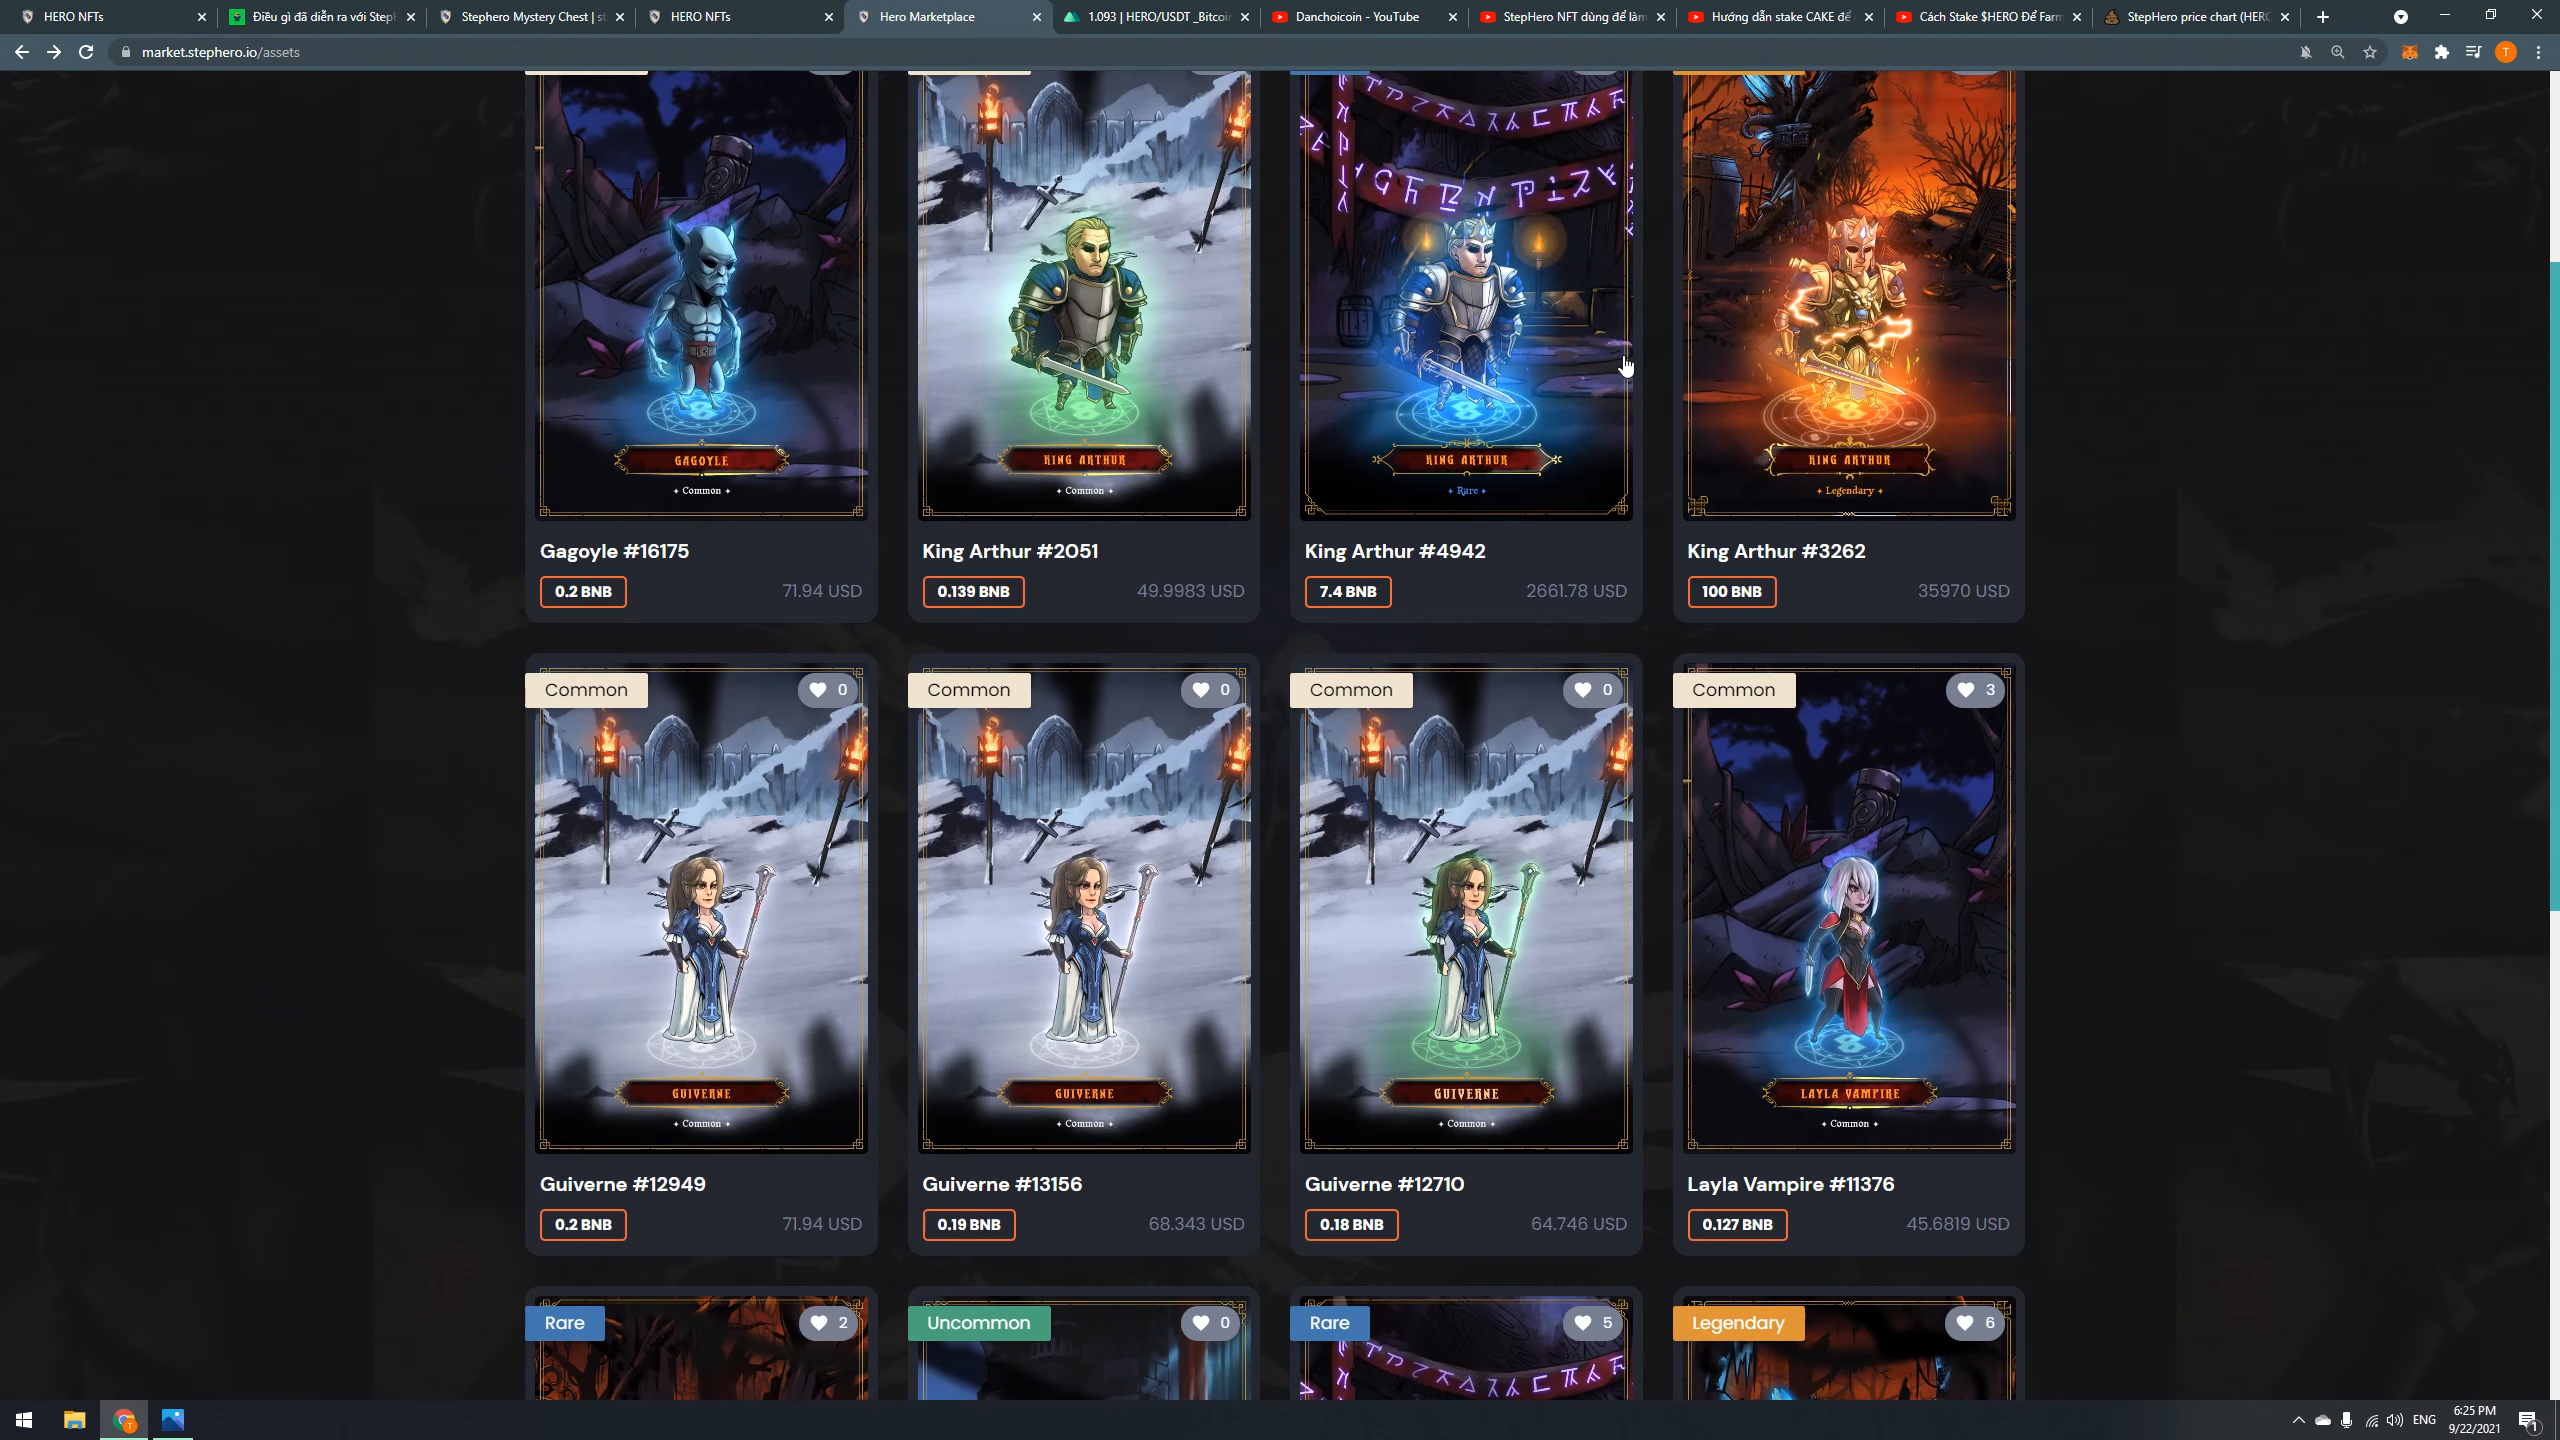 HERO NFTs
Điều gì đã diễn ra với Step
Stephero Mystery Chest | st
HERO NFTs
Hero Marketplace
1.093 | HERO/USDT _Bitcoi
Danchoicoin - YouTube
StepHero NFT dùng để làm
Hướng dẫn stake CAKE để
Cách Stake $HERO Để Farm
StepHero price chart (HERO
market.stephero.io/assets
T
GAGOYLE
Common
KING ARTHUR
Common
KING ARTHUR
Rare
KING ARTHUR
Legendary
Gagoyle #16175
0.2 BNB
71.94 USD
King Arthur #2051
0.139 BNB
49.9983 USD
King Arthur #4942
7.4 BNB
2661.78 USD
King Arthur #3262
100 BNB
35970 USD
Common
0
Common
0
Common
0
Common
3
GUIVERNE
Common
GUIVERNE
Common
GUIVERNE
Common
LAYLA VAMPIRE
Common
Guiverne #12949
0.2 BNB
71.94 USD
Guiverne #13156
0.19 BNB
68.343 USD
Guiverne #12710
0.18 BNB
64.746 USD
Layla Vampire #11376
0.127 BNB
45.6819 USD
Rare
2
Uncommon
0
Rare
5
Legendary
6
ENG
6:25 PM
9/22/2021
1